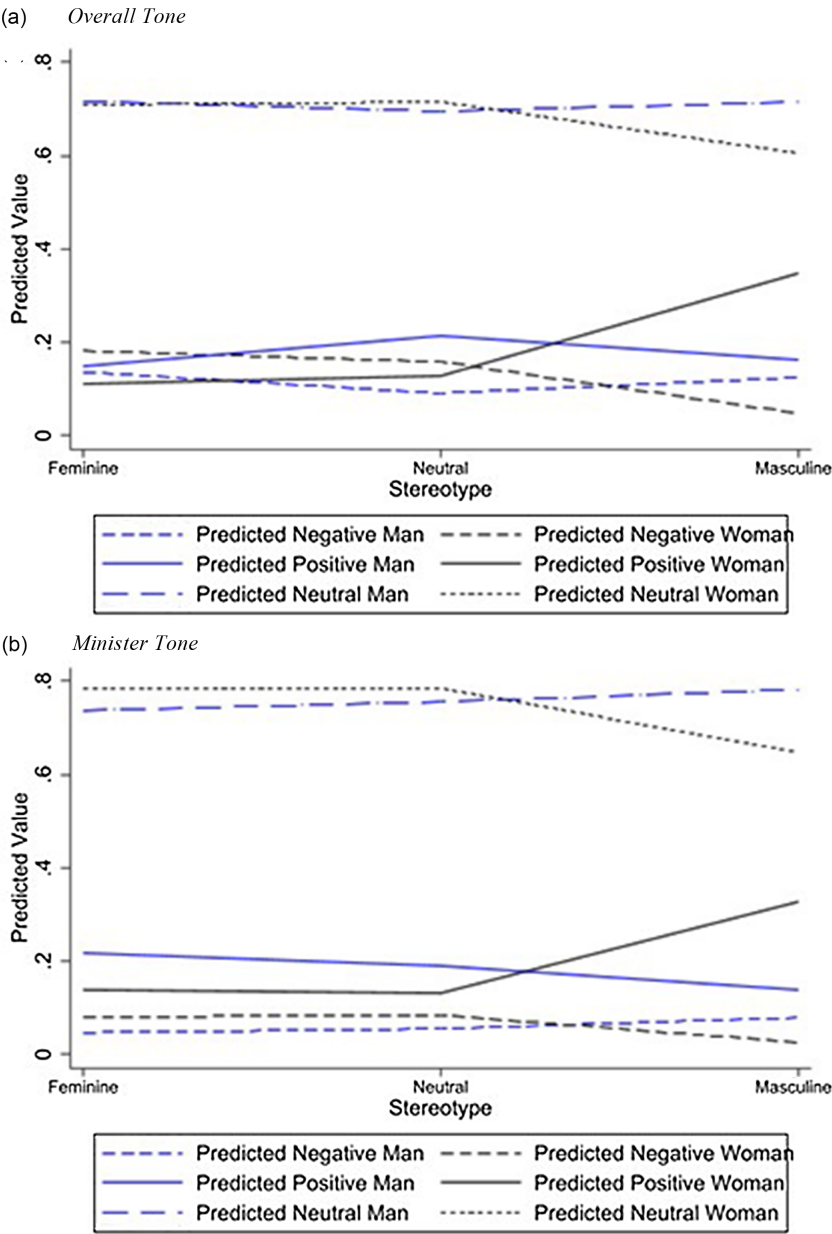 (a) Overall Tone
.8
.6
.4
.2
0
Predicted Value
Feminine Neutral Masculine
Stereotype
Predicted Negative Man Predicted Negative Woman
Predicted Positive Man Predicted Positive Woman
Predicted Neutral Man Predicted Neutral Woman
(b) Minister Tone
.8
.6
.4
.2
0
Predicted Value
Feminine Neutral Masculine
Stereotype
Predicted Negative Man Predicted Negative Woman
Predicted Positive Man Predicted Positive Woman
Predicted Neutral Man Predicted Neutral Woman